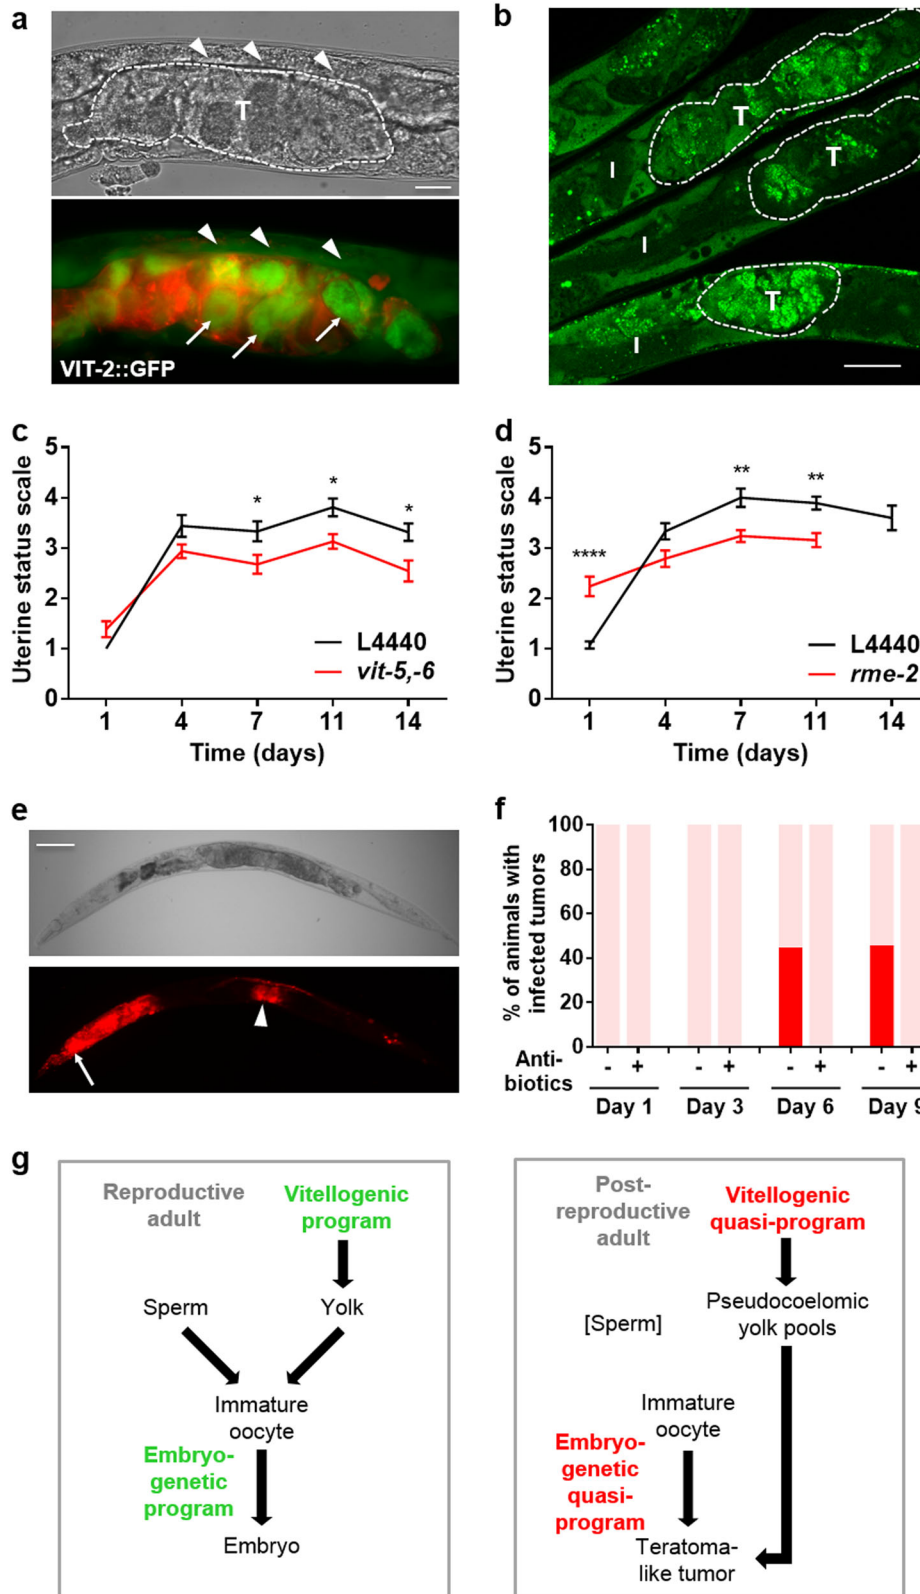 a
T
VIT-2::GFP
b
T
T
I
I
T
I
c
Uterine status scale
5
4
3
2
1
0
*
*
*
L4440
vit-5,-6
1 4 7 11 14
Time (days)
d
Uterine status scale
5
4
3
2
1
0
****
**
**
L4440
rme-2
1 4 7 11 14
Time (days)
e
f
% of animals with
infected tumors
100
80
60
40
20
0
Anti-
biotics
- + - + - + - +
Day 1 Day 3 Day 6 Day 9
g
Reproductive
adult
Vitellogenic
program
Sperm
Yolk
Immature
oocyte
Embryo-
genetic
program
Embryo
Post-
reproductive
adult
Vitellogenic
quasi-program
[Sperm]
Pseudocoelomic
yolk pools
Immature
oocyte
Embryo-
genetic
quasi-
program
Teratoma-
like tumor